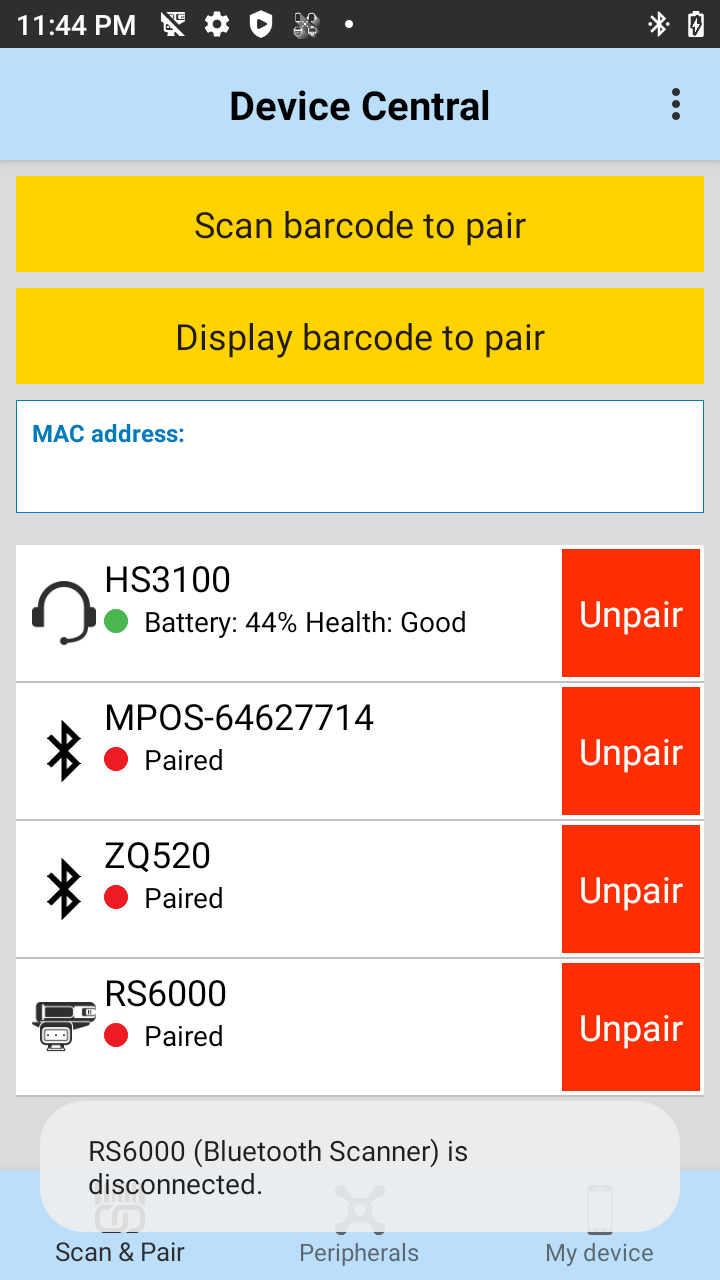 11:44 PM
Device Central
Scan barcode to pair
Display barcode to pair
MAC address:
HS3100
Battery: 44% Health: Good
Unpair
MPOS-64627714
Paired
Unpair
ZQ520
Paired
Unpair
RS6000
Paired
Unpair
RS6000 (Bluetooth Scanner) is
disconnected.
Scan & Pair
Peripherals
My device